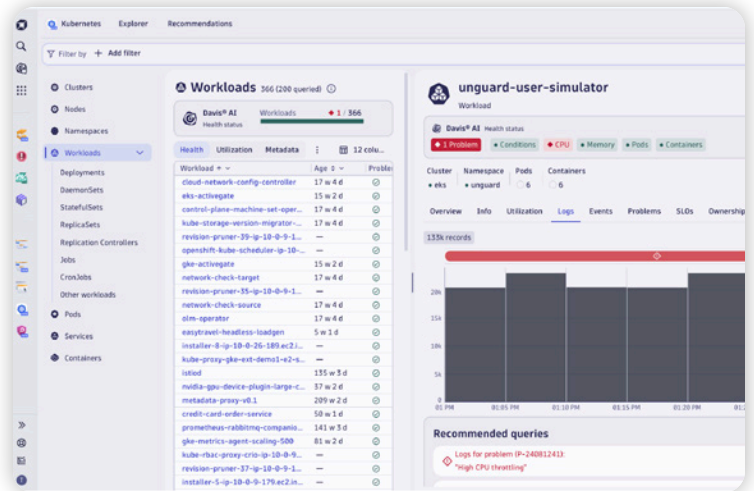 Kubernetes Explorer Recommendations
Filter by + Add filter
Clusters
Nodes
Namespaces
Workloads
Deployments
DaemonSets
StatefulSets
ReplicaSets
Replication Controllers
Jobs
CronJobs
Other workloads
Pods
Services
Containers
Workloads 366 (200 queried)
Davis® AI Workloads 1 / 366
Health status
Health Utilization Metadata 12 colu...
Workload Age Proble
cloud-network-config-controller 17 w 4 d
eks-activegate 15 w 2 d
control-plane-machine-set-oper... 17 w 4 d
kube-storage-version-migrator-... 17 w 4 d
revision-pruner-39-ip-10-0-9-1... —
openshift-kube-scheduler-ip-10-... —
gke-activegate 15 w 2 d
network-check-target 17 w 4 d
revision-pruner-35-ip-10-0-9-1... —
network-check-source 17 w 4 d
olm-operator 17 w 4 d
easytravel-headless-loadgen 5 w 1 d
installer-8-ip-10-0-26-189.ec2.i... —
kube-proxy-gke-ext-demo1-e2-s... —
istiod 135 w 3 d
nvidia-gpu-device-plugin-large-c... 37 w 2 d
metadata-proxy-v0.1 209 w 2 d
credit-card-order-service 50 w 1 d
prometheus-rabbitmq-companio... 141 w 3 d
gke-metrics-agent-scaling-500 81 w 2 d
kube-rbac-proxy-crio-ip-10-0-9... —
revision-pruner-37-ip-10-0-9-1... —
installer-5-ip-10-0-9-179.ec2.in... —
unguard-user-simulator
Workload
Davis® AI Health status
1 Problem Conditions CPU Memory Pods Containers
Cluster Namespace Pods Containers
eks unguard 6 6
Overview Info Utilization Logs Events Problems SLOs Ownership
133k records
20k
15k
10k
5k
0
01 PM 01:05 PM 01:10 PM 01:15 PM 01:20 PM 01:2
Recommended queries
Logs for problem (P-24081241):
"High CPU throttling"